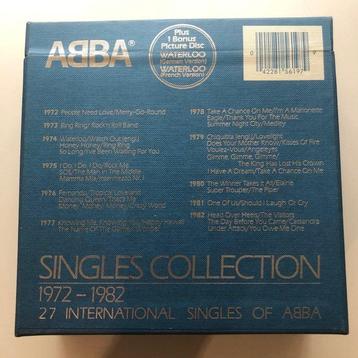 ABBA®
Plus
1 Bonus
Picture Disc
WATERLOO
(German Version)
WATERLOO
(French Version)
0
42281 56197
1972 People Need Love/Merry-Go-Round
1973 Ring Ring/Rock'n Roll Band
1974 Waterloo/Watch Out (engl.)
Honey Honey/Ring Ring
So Long/I've Been Waiting For You
1975 I Do I Do I Do/Rock Me
SOS/The Man In The Middle
Mamma Mia/Intermezzo Nr.1
1976 Fernando/Tropical Loveland
Dancing Queen/That's Me
Money Money Money/Crazy World
1977 Knowing Me, Knowing You/Happy Hawaii
The Name Of The Game/I Wonder
1978 Take A Chance On Me/I'm A Marionette
Eagle/Thank You For The Music
Summer Night City/Medley
1979 Chiquitita (engl.)/Lovelight
Does Your Mother Know/Kisses Of Fire
Voulez-Vous/Angeleyes
Gimme, Gimme, Gimme/
The King Has Lost His Crown
I Have A Dream/Take A Chance On Me
1980 The Winner Takes It All/Elaine
Super Trouper/The Piper
1981 One Of Us/Should I Laugh Or Cry
1982 Head Over Heels/The Visitors
The Day Before You Came/Cassandra
Under Attack/You Owe Me One
SINGLES COLLECTION
1972-1982
27 INTERNATIONAL SINGLES OF ABBA